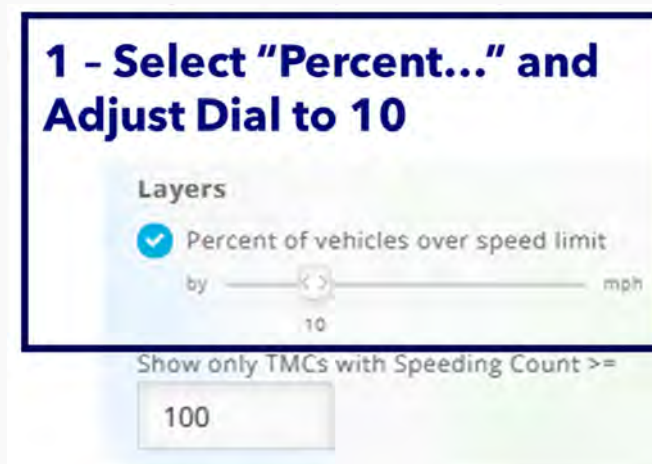 1 – Select “Percent...” and
Adjust Dial to 10
Layers
Percent of vehicles over speed limit
by < > mph
10
Show only TMCs with Speeding Count >=
100